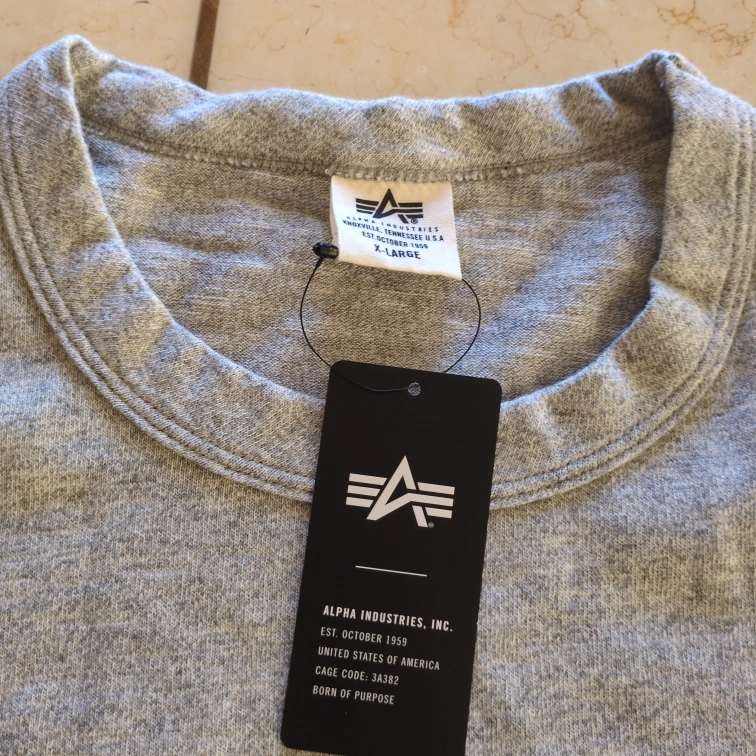 ALPHA INDUSTRIES
KNOXVILLE, TENNESSEE U.S.A
EST. OCTOBER 1959
X-LARGE
ALPHA INDUSTRIES, INC.
EST. OCTOBER 1959
UNITED STATES OF AMERICA
CAGE CODE: 3A382
BORN OF PURPOSE